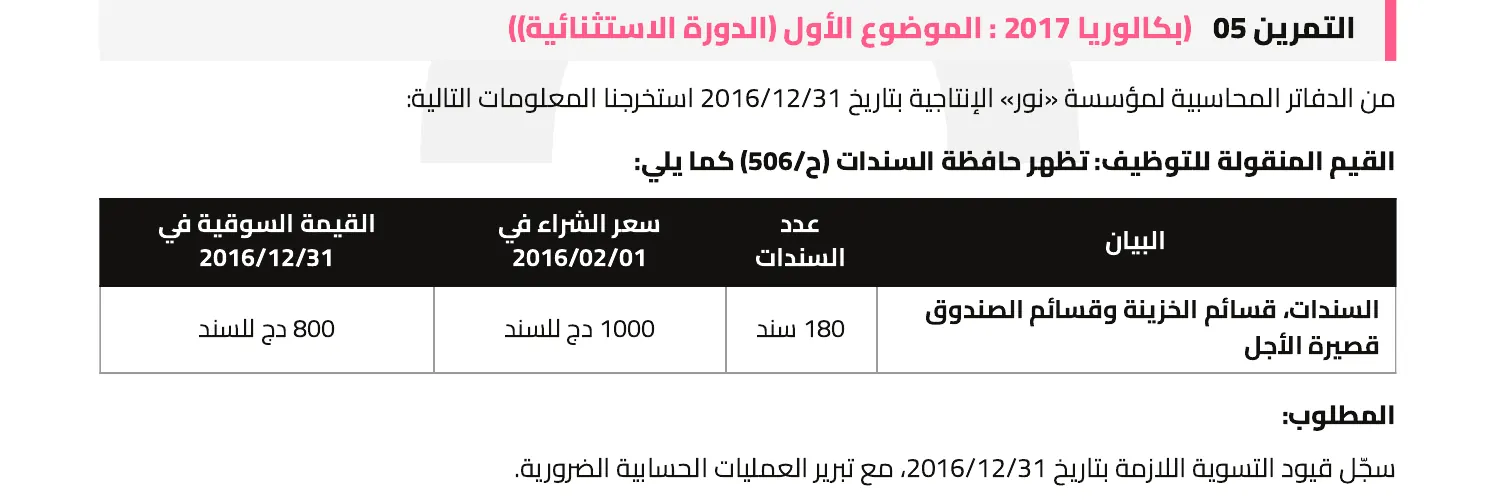 التمرين 05 (بكالوريا 2017 : الموضوع الأول (الدورة الاستثنائية))
من الدفاتر المحاسبية لمؤسسة «نور» الإنتاجية بتاريخ 2016/12/31 استخرجنا المعلومات التالية:
القيم المنقولة للتوظيف: تظهر حافظة السندات (ح/506) كما يلي:
البيان
عدد
السندات
سعر الشراء في
2016/02/01
القيمة السوقية في
2016/12/31
السندات، قسائم الخزينة وقسائم الصندوق
قصيرة الأجل
180 سند
1000 دج للسند
800 دج للسند
المطلوب:
سجّل قيود التسوية اللازمة بتاريخ 2016/12/31، مع تبرير العمليات الحسابية الضرورية.